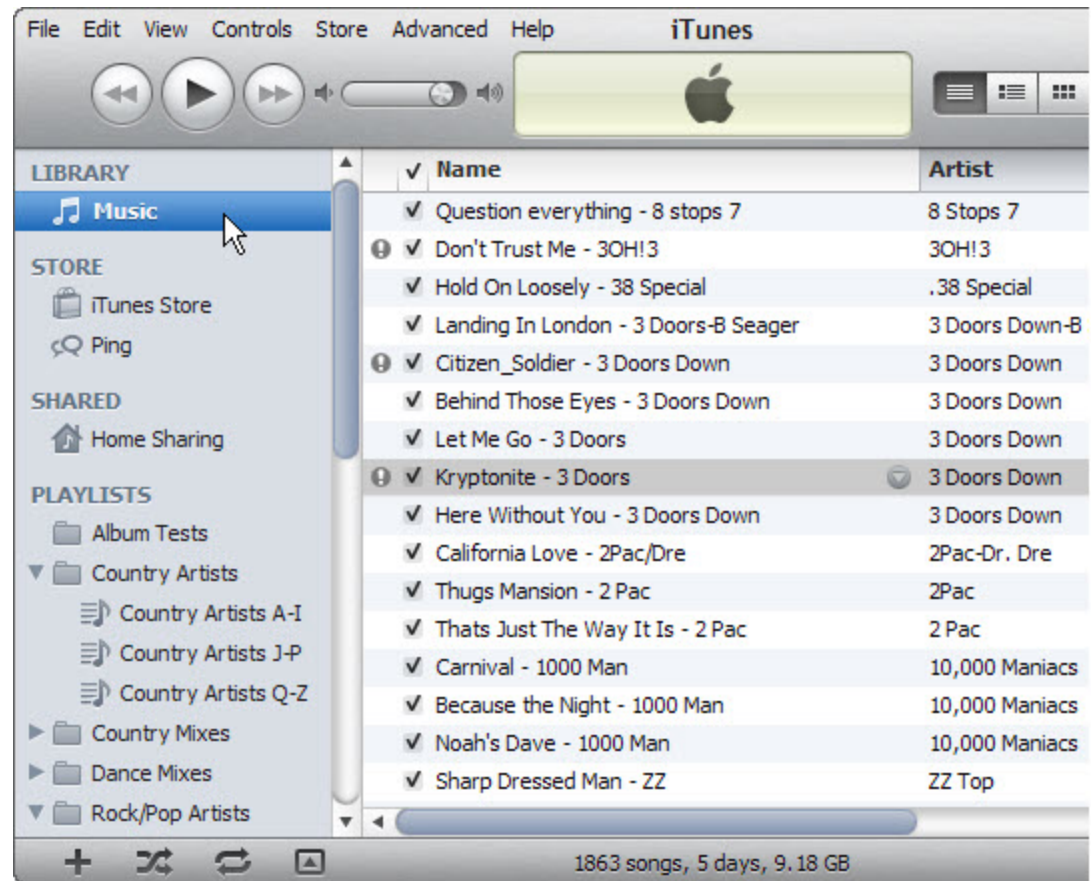 File Edit View Controls Store Advanced Help iTunes
LIBRARY
Music
STORE
iTunes Store
Ping
SHARED
Home Sharing
PLAYLISTS
Album Tests
Country Artists
Country Artists A-I
Country Artists J-P
Country Artists Q-Z
Country Mixes
Dance Mixes
Rock/Pop Artists
Name Artist
Question everything - 8 stops 7 8 Stops 7
Don't Trust Me - 3OH!3 3OH!3
Hold On Loosely - 38 Special .38 Special
Landing In London - 3 Doors-B Seager 3 Doors Down-B
Citizen_Soldier - 3 Doors Down 3 Doors Down
Behind Those Eyes - 3 Doors Down 3 Doors Down
Let Me Go - 3 Doors 3 Doors Down
Kryptonite - 3 Doors 3 Doors Down
Here Without You - 3 Doors Down 3 Doors Down
California Love - 2Pac/Dre 2Pac-Dr. Dre
Thugs Mansion - 2 Pac 2Pac
Thats Just The Way It Is - 2 Pac 2 Pac
Carnival - 1000 Man 10,000 Maniacs
Because the Night - 1000 Man 10,000 Maniacs
Noah's Dave - 1000 Man 10,000 Maniacs
Sharp Dressed Man - ZZ ZZ Top
1863 songs, 5 days, 9.18 GB